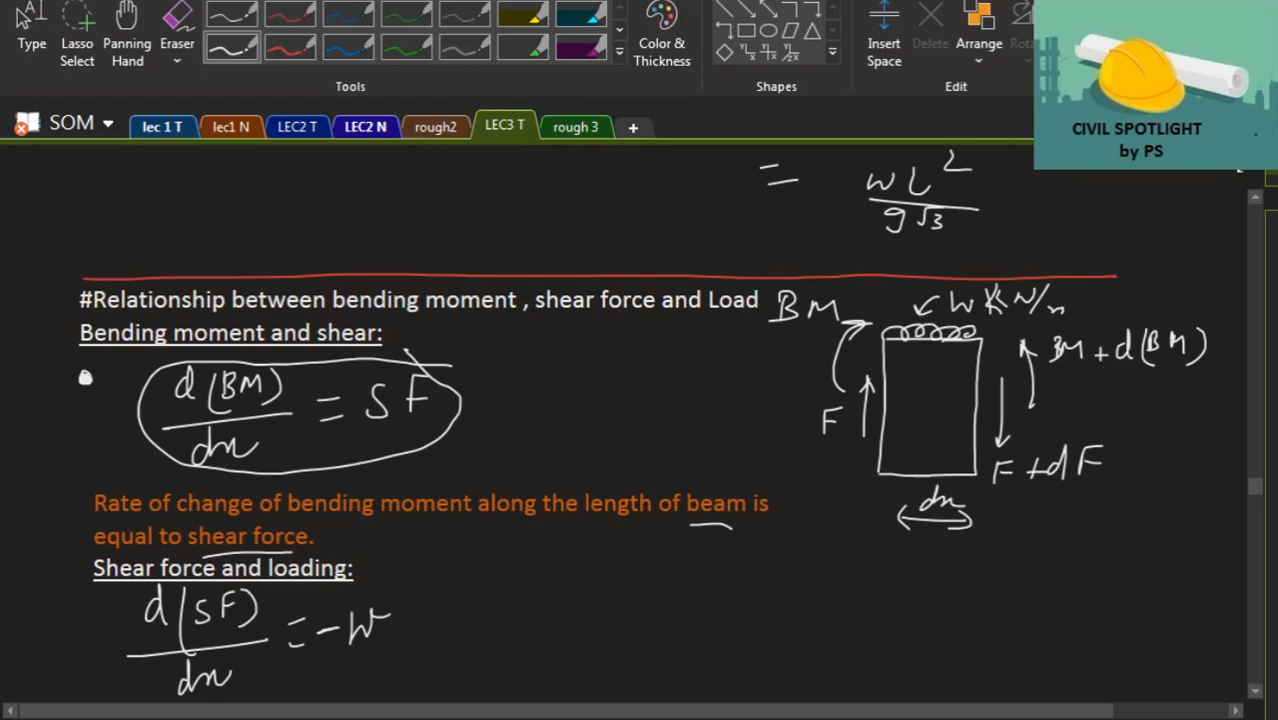 Type
Lasso
Select
Panning
Hand
Eraser
Color &
Thickness
Insert
Space
Delete
Arrange
Tools
Shapes
Edit
CIVIL SPOTLIGHT
by PS
SOM
lec 1 T
lec1 N
LEC2 T
LEC2 N
rough2
LEC3 T
rough 3
= wL²/9√3
#Relationship between bending moment , shear force and Load
Bending moment and shear:
d(BM)/dx = SF
Rate of change of bending moment along the length of beam is
equal to shear force.
Shear force and loading:
d(SF)/dx = -W
BM
W KN/m
BM + d(BM)
F
F + dF
dx